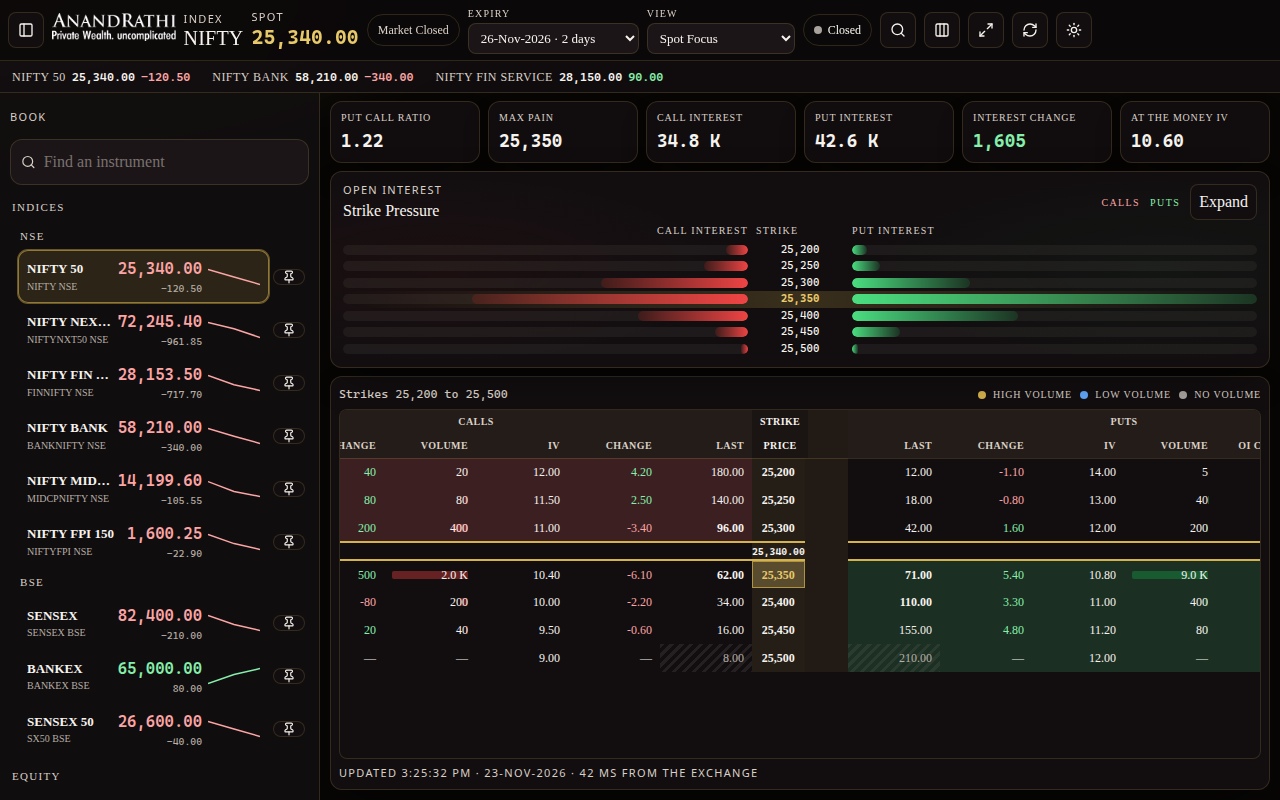 ANANDRATHI
Private Wealth. uncomplicated
INDEX
NIFTY
SPOT
25,340.00
Market Closed
EXPIRY
26-Nov-2026 · 2 days
VIEW
Spot Focus
Closed
NIFTY 50 25,340.00 −120.50 NIFTY BANK 58,210.00 −340.00 NIFTY FIN SERVICE 28,150.00 90.00
BOOK
Find an instrument
INDICES
NSE
NIFTY 50 25,340.00
NIFTY NSE −120.50
NIFTY NEX... 72,245.40
NIFTYNXT50 NSE −961.85
NIFTY FIN ... 28,153.50
FINNIFTY NSE −717.70
NIFTY BANK 58,210.00
BANKNIFTY NSE −340.00
NIFTY MID... 14,199.60
MIDCPNIFTY NSE −105.55
NIFTY FPI 150 1,600.25
NIFTYFPI NSE −22.90
BSE
SENSEX 82,400.00
SENSEX BSE −210.00
BANKEX 65,000.00
BANKEX BSE 80.00
SENSEX 50 26,600.00
SX50 BSE −40.00
EQUITY
PUT CALL RATIO
1.22
MAX PAIN
25,350
CALL INTEREST
34.8 K
PUT INTEREST
42.6 K
INTEREST CHANGE
1,605
AT THE MONEY IV
10.60
OPEN INTEREST
Strike Pressure
CALLS PUTS Expand
CALL INTEREST STRIKE PUT INTEREST
25,200
25,250
25,300
25,350
25,400
25,450
25,500
Strikes 25,200 to 25,500
HIGH VOLUME LOW VOLUME NO VOLUME
CALLS STRIKE PUTS
HANGE VOLUME IV CHANGE LAST PRICE LAST CHANGE IV VOLUME OI C
40 20 12.00 4.20 180.00 25,200 12.00 -1.10 14.00 5
80 80 11.50 2.50 140.00 25,250 18.00 -0.80 13.00 40
200 400 11.00 -3.40 96.00 25,300 42.00 1.60 12.00 200
25,340.00
500 2.0 K 10.40 -6.10 62.00 25,350 71.00 5.40 10.80 9.0 K
-80 200 10.00 -2.20 34.00 25,400 110.00 3.30 11.00 400
20 40 9.50 -0.60 16.00 25,450 155.00 4.80 11.20 80
— — 9.00 — 8.00 25,500 210.00 — 12.00 —
UPDATED 3:25:32 PM · 23-NOV-2026 · 42 MS FROM THE EXCHANGE